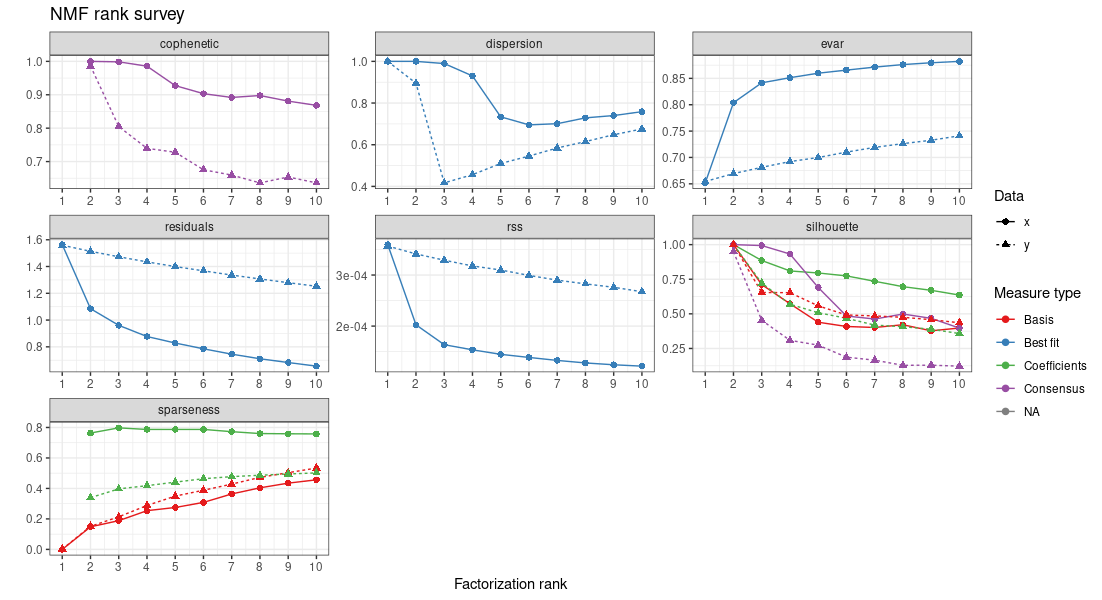 NMF rank survey
cophenetic
dispersion
evar
1.0
0.9
0.8
0.7
1 2 3 4 5 6 7 8 9 10
1.0
0.8
0.6
0.4
1 2 3 4 5 6 7 8 9 10
0.85
0.80
0.75
0.70
0.65
1 2 3 4 5 6 7 8 9 10
residuals
rss
silhouette
1.6
1.4
1.2
1.0
0.8
1 2 3 4 5 6 7 8 9 10
3e-04
2e-04
1 2 3 4 5 6 7 8 9 10
1.00
0.75
0.50
0.25
1 2 3 4 5 6 7 8 9 10
sparseness
0.8
0.6
0.4
0.2
0.0
1 2 3 4 5 6 7 8 9 10
Factorization rank
Data
x
y
Measure type
Basis
Best fit
Coefficients
Consensus
NA